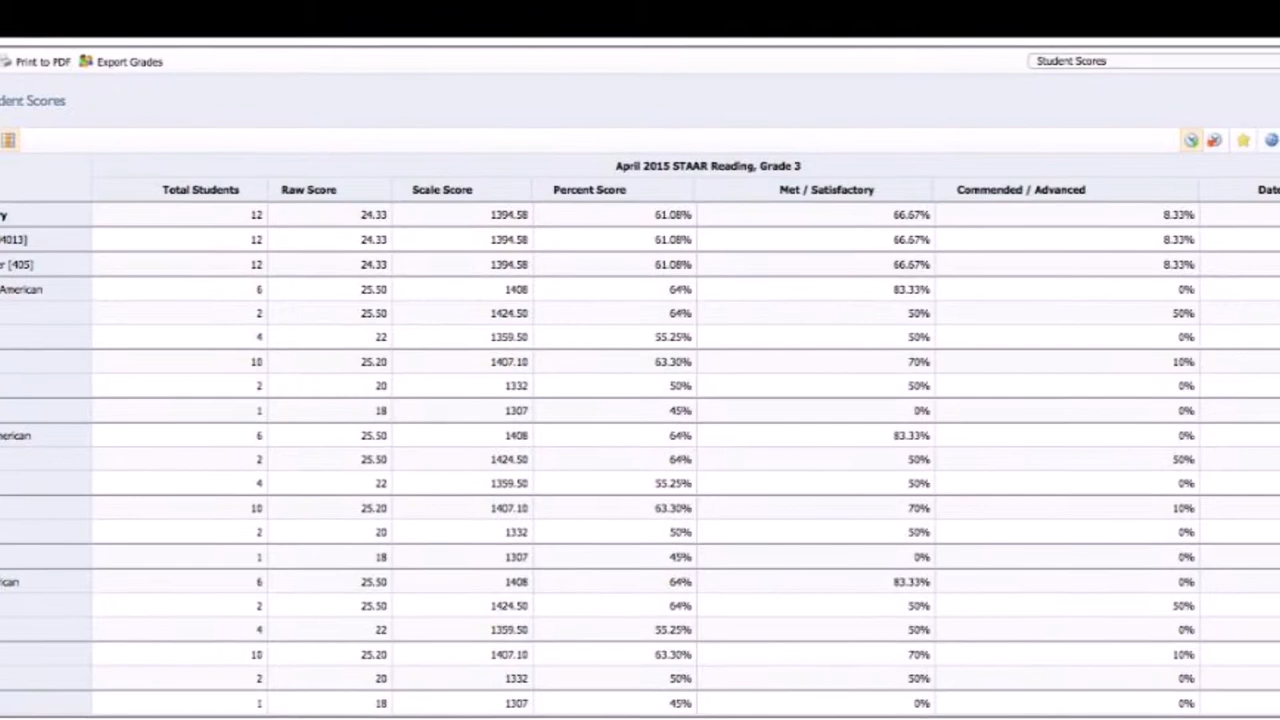 Print to PDF Export Grades Student Scores
dent Scores
April 2015 STAAR Reading, Grade 3
Total Students Raw Score Scale Score Percent Score Met / Satisfactory Commended / Advanced Date
ry 12 24.33 1394.58 61.08% 66.67% 8.33%
4013] 12 24.33 1394.58 61.08% 66.67% 8.33%
r [405] 12 24.33 1394.58 61.08% 66.67% 8.33%
American 6 25.50 1408 64% 83.33% 0%
2 25.50 1424.50 64% 50% 50%
4 22 1359.50 55.25% 50% 0%
10 25.20 1407.10 63.30% 70% 10%
2 20 1332 50% 50% 0%
1 18 1307 45% 0% 0%
nerican 6 25.50 1408 64% 83.33% 0%
2 25.50 1424.50 64% 50% 50%
4 22 1359.50 55.25% 50% 0%
10 25.20 1407.10 63.30% 70% 10%
2 20 1332 50% 50% 0%
1 18 1307 45% 0% 0%
ican 6 25.50 1408 64% 83.33% 0%
2 25.50 1424.50 64% 50% 50%
4 22 1359.50 55.25% 50% 0%
10 25.20 1407.10 63.30% 70% 10%
2 20 1332 50% 50% 0%
1 18 1307 45% 0% 0%